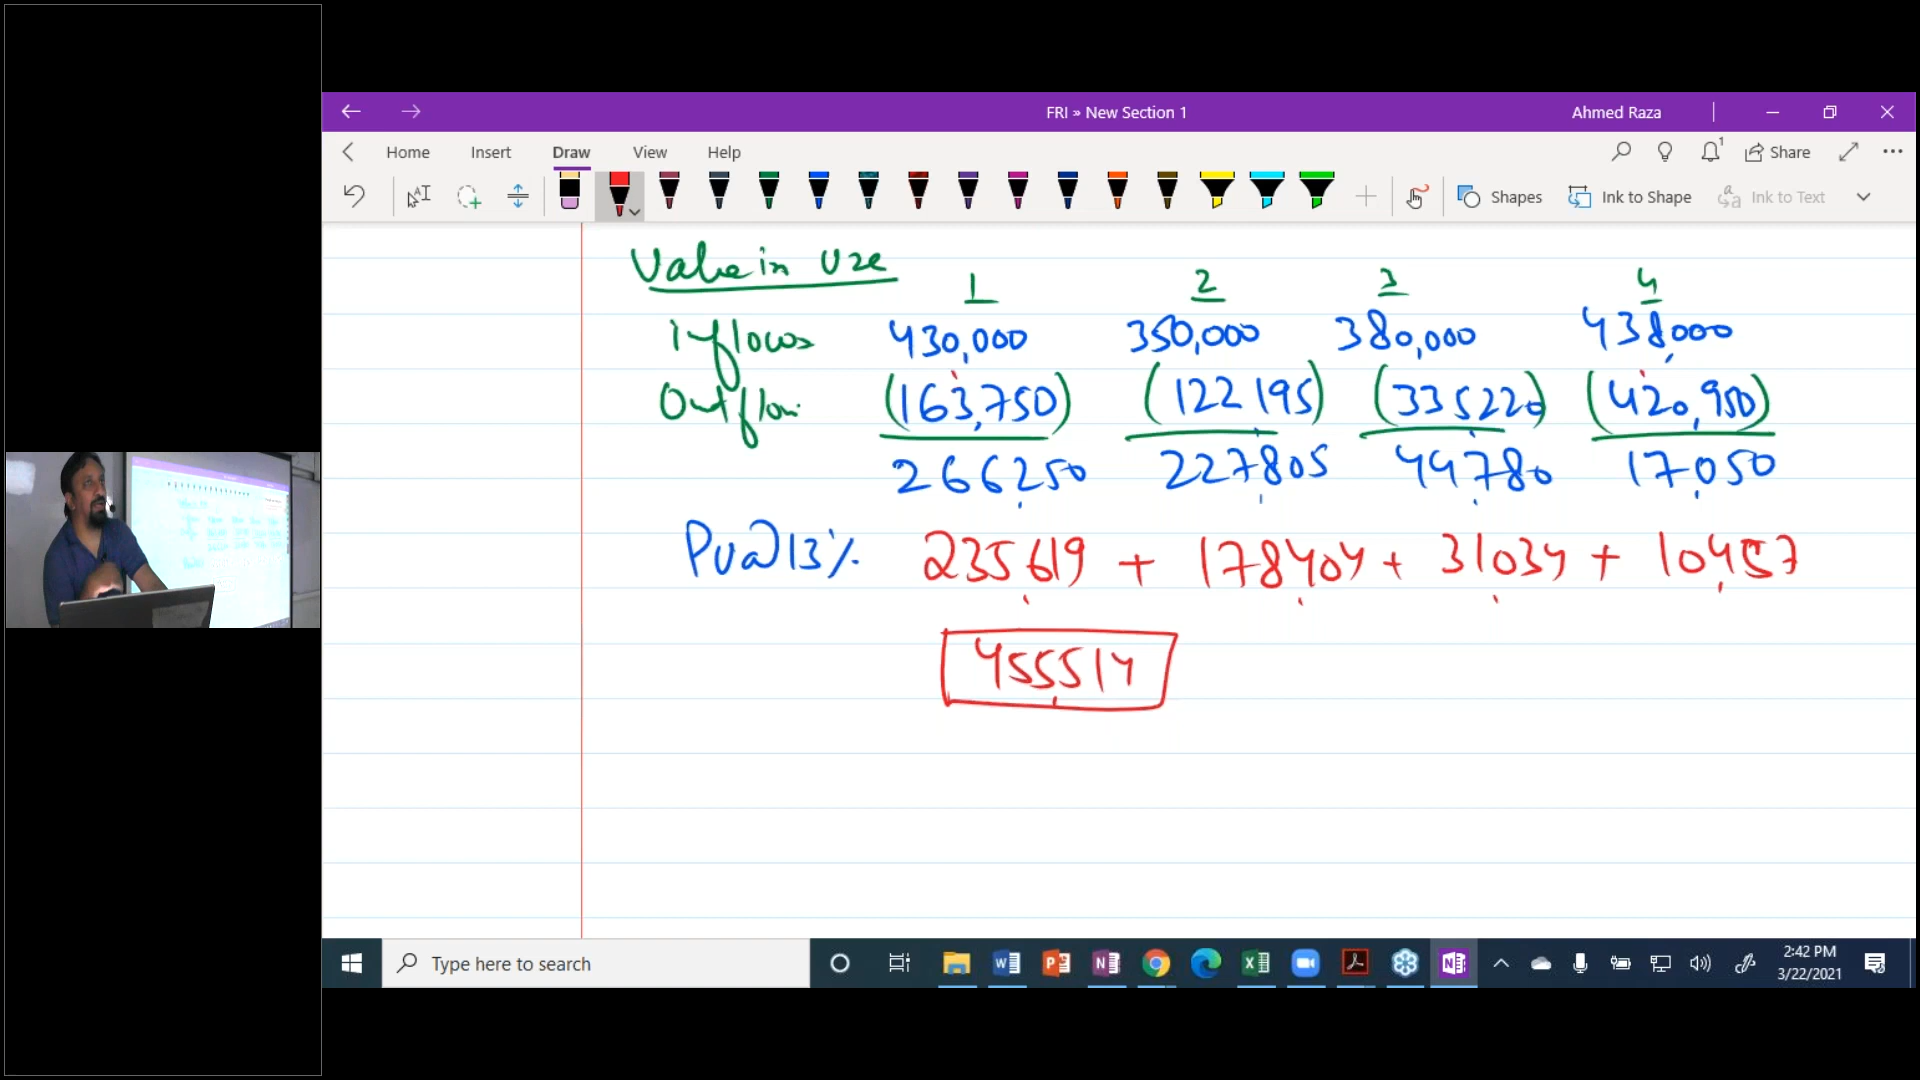 FRI » New Section 1 Ahmed Raza
Home Insert Draw View Help Share
Shapes Ink to Shape Ink to Text
Value in Use
1 2 3 4
Inflows 430,000 350,000 380,000 438,000
Outflow (163,750) (122,195) (335220) (420,950)
266250 227805 44780 17050
PV@13% 235619 + 178404 + 31034 + 10457
455514
Type here to search
2:42 PM
3/22/2021